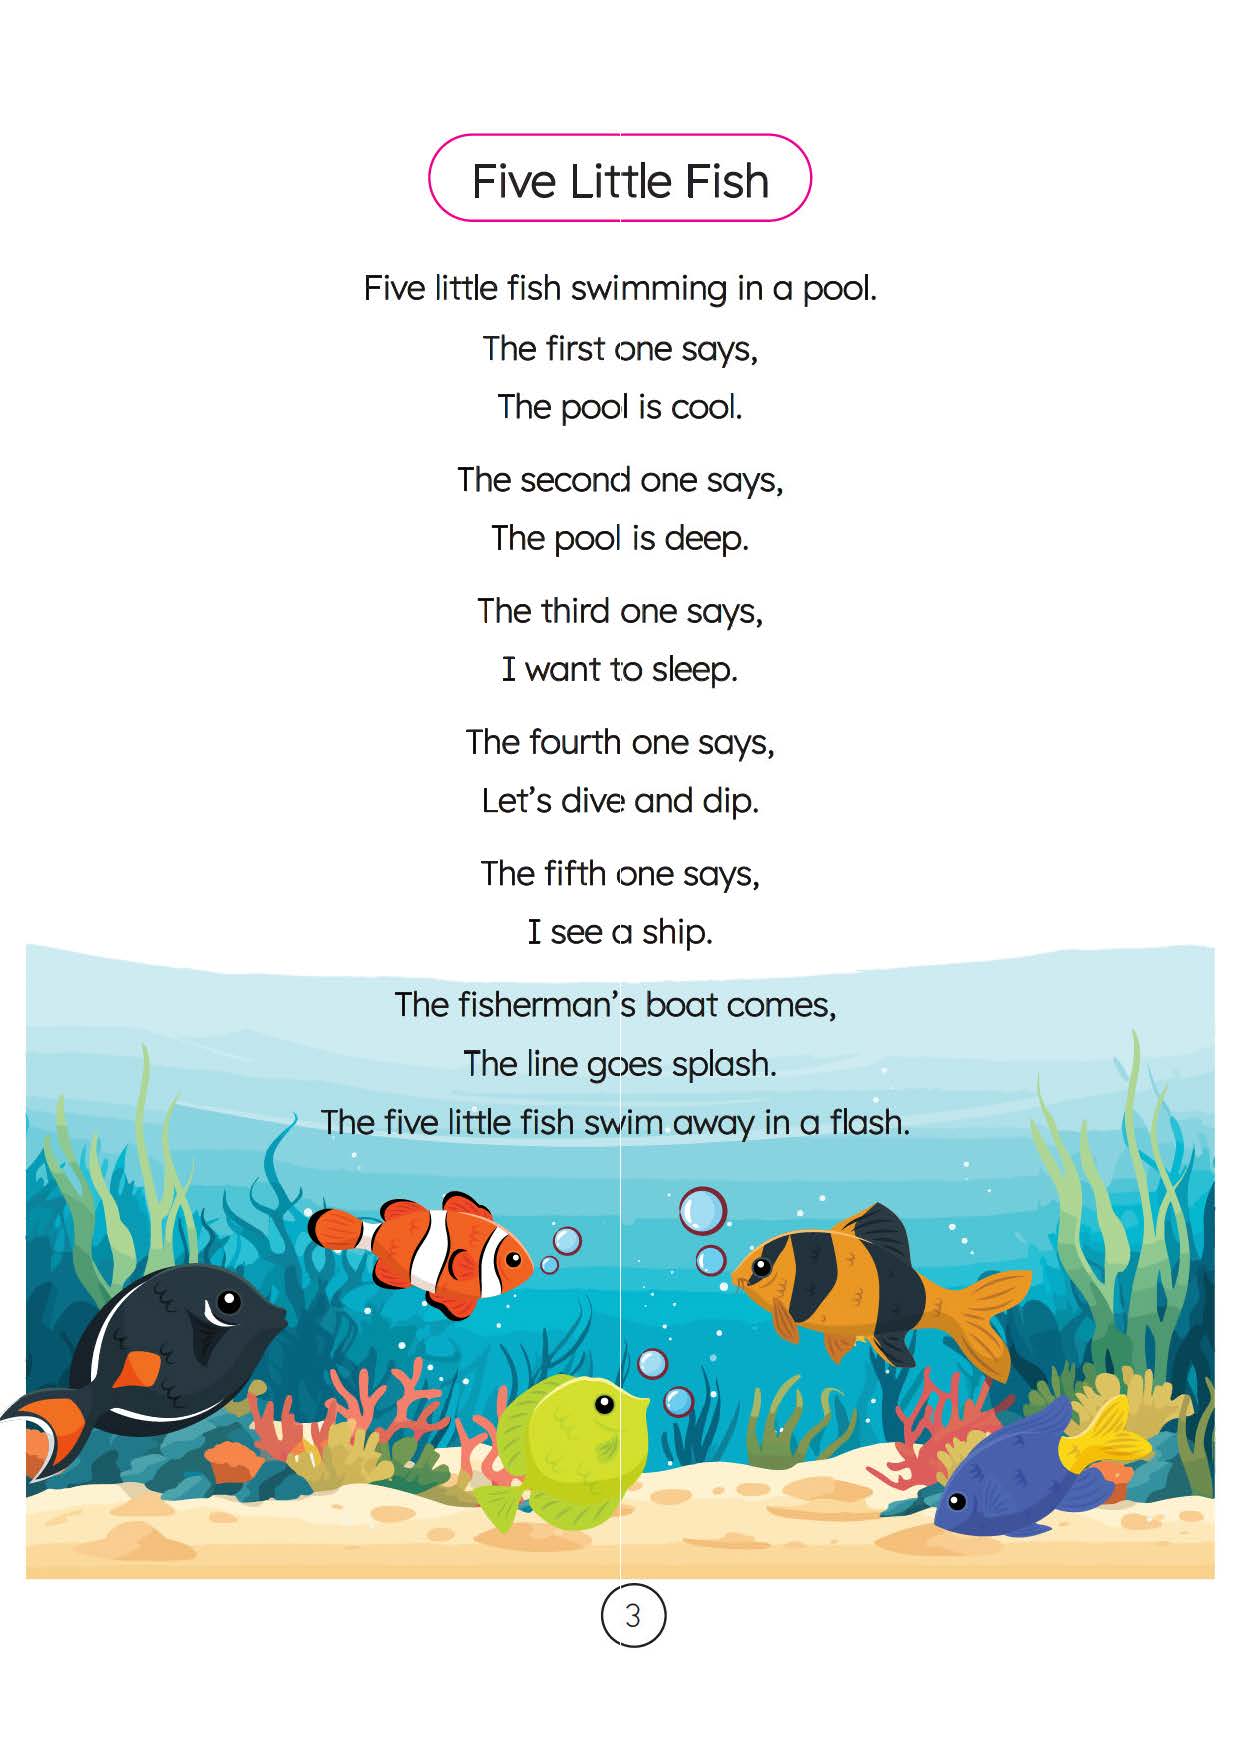 Five Little Fish
Five little fish swimming in a pool.
The first one says,
The pool is cool.
The second one says,
The pool is deep.
The third one says,
I want to sleep.
The fourth one says,
Let’s dive and dip.
The fifth one says,
I see a ship.
The fisherman’s boat comes,
The line goes splash.
The five little fish swim away in a flash.
3